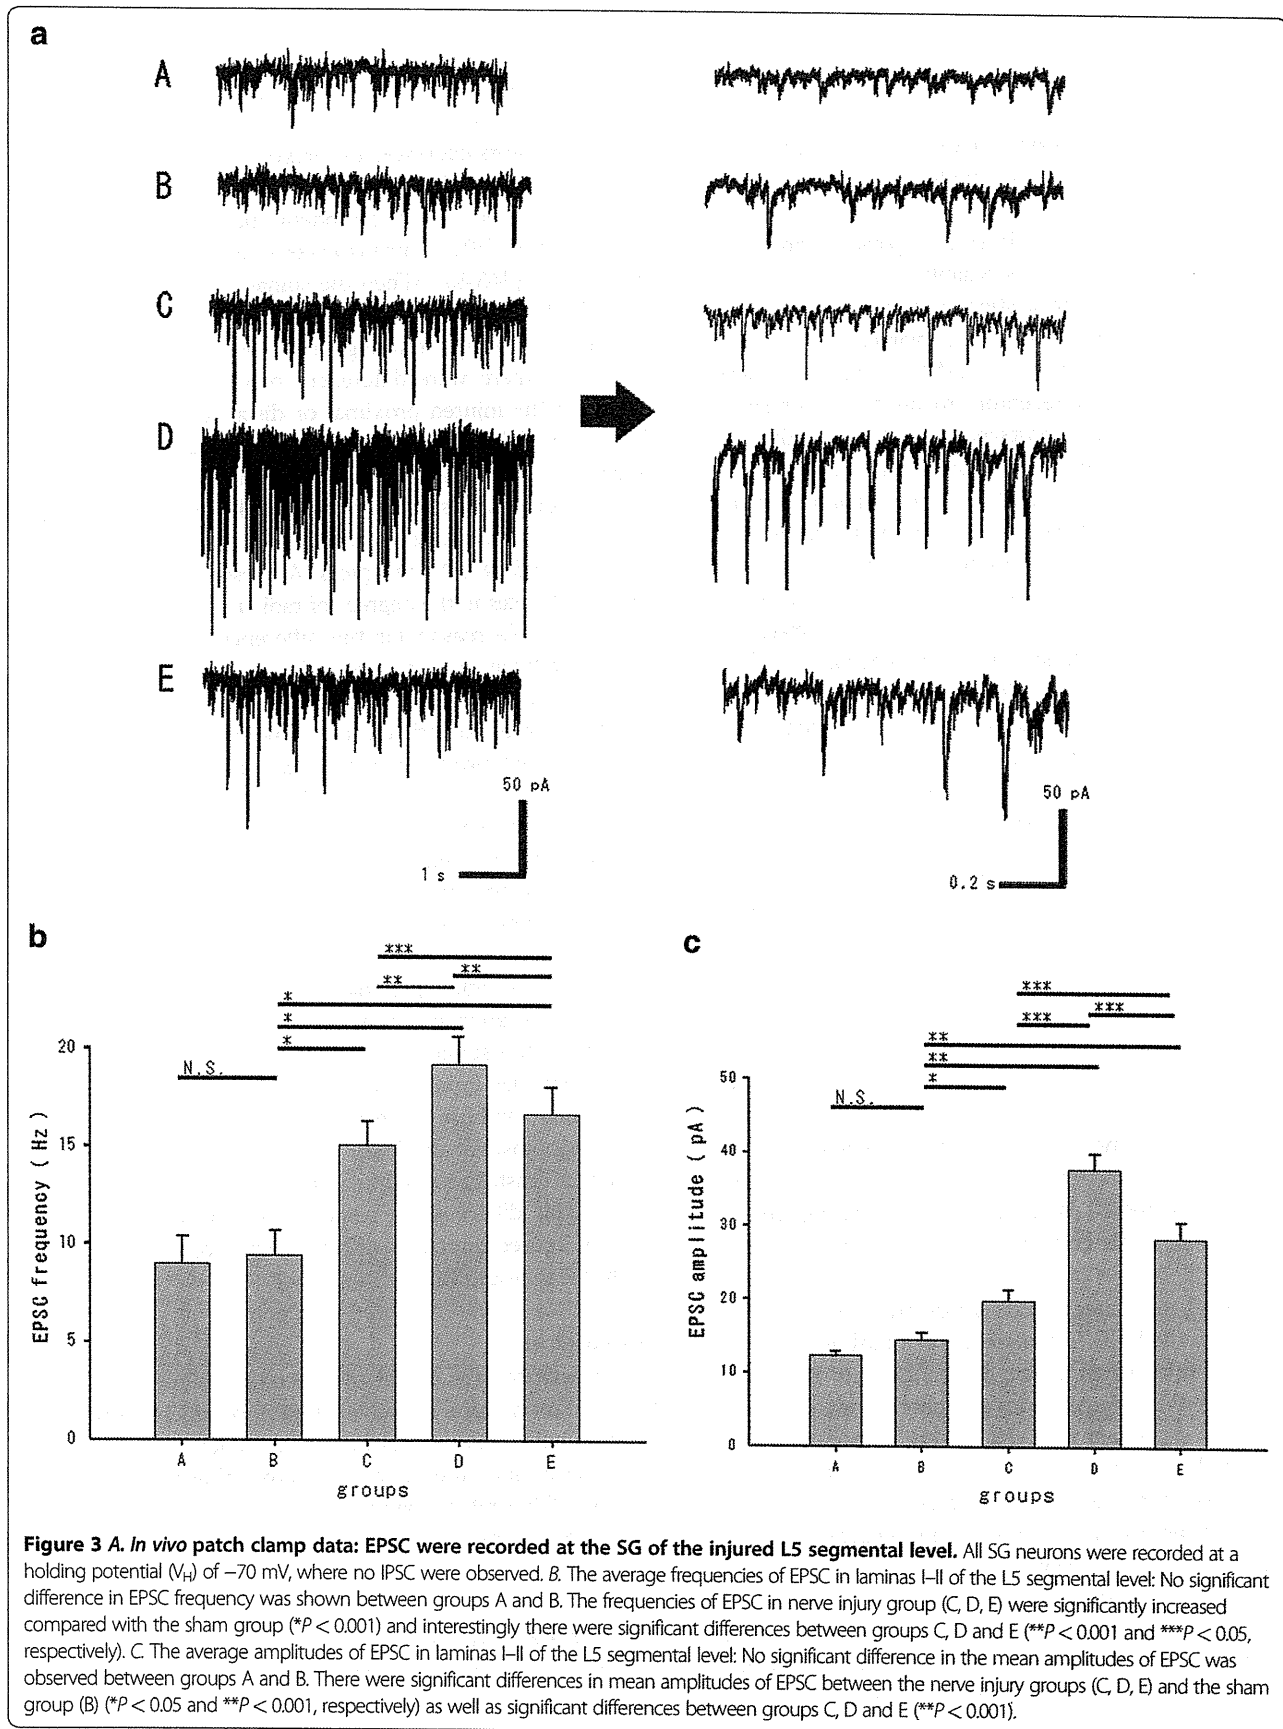 a
A
B
C
D
E
50 pA
1 s
50 pA
0.2 s
b
***
**
**
*
*
*
N.S.
20
15
10
5
0
EPSC frequency ( Hz )
A B C D E
groups
c
***
***
***
**
**
*
N.S.
50
40
30
20
10
0
EPSC amplitude ( pA )
A B C D E
groups
Figure 3 A. In vivo patch clamp data: EPSC were recorded at the SG of the injured L5 segmental level. All SG neurons were recorded at a
holding potential (VH) of −70 mV, where no IPSC were observed. B. The average frequencies of EPSC in laminas I–II of the L5 segmental level: No significant
difference in EPSC frequency was shown between groups A and B. The frequencies of EPSC in nerve injury group (C, D, E) were significantly increased
compared with the sham group (*P < 0.001) and interestingly there were significant differences between groups C, D and E (**P < 0.001 and ***P < 0.05,
respectively). C. The average amplitudes of EPSC in laminas I–II of the L5 segmental level: No significant difference in the mean amplitudes of EPSC was
observed between groups A and B. There were significant differences in mean amplitudes of EPSC between the nerve injury groups (C, D, E) and the sham
group (B) (*P < 0.05 and **P < 0.001, respectively) as well as significant differences between groups C, D and E (**P < 0.001).